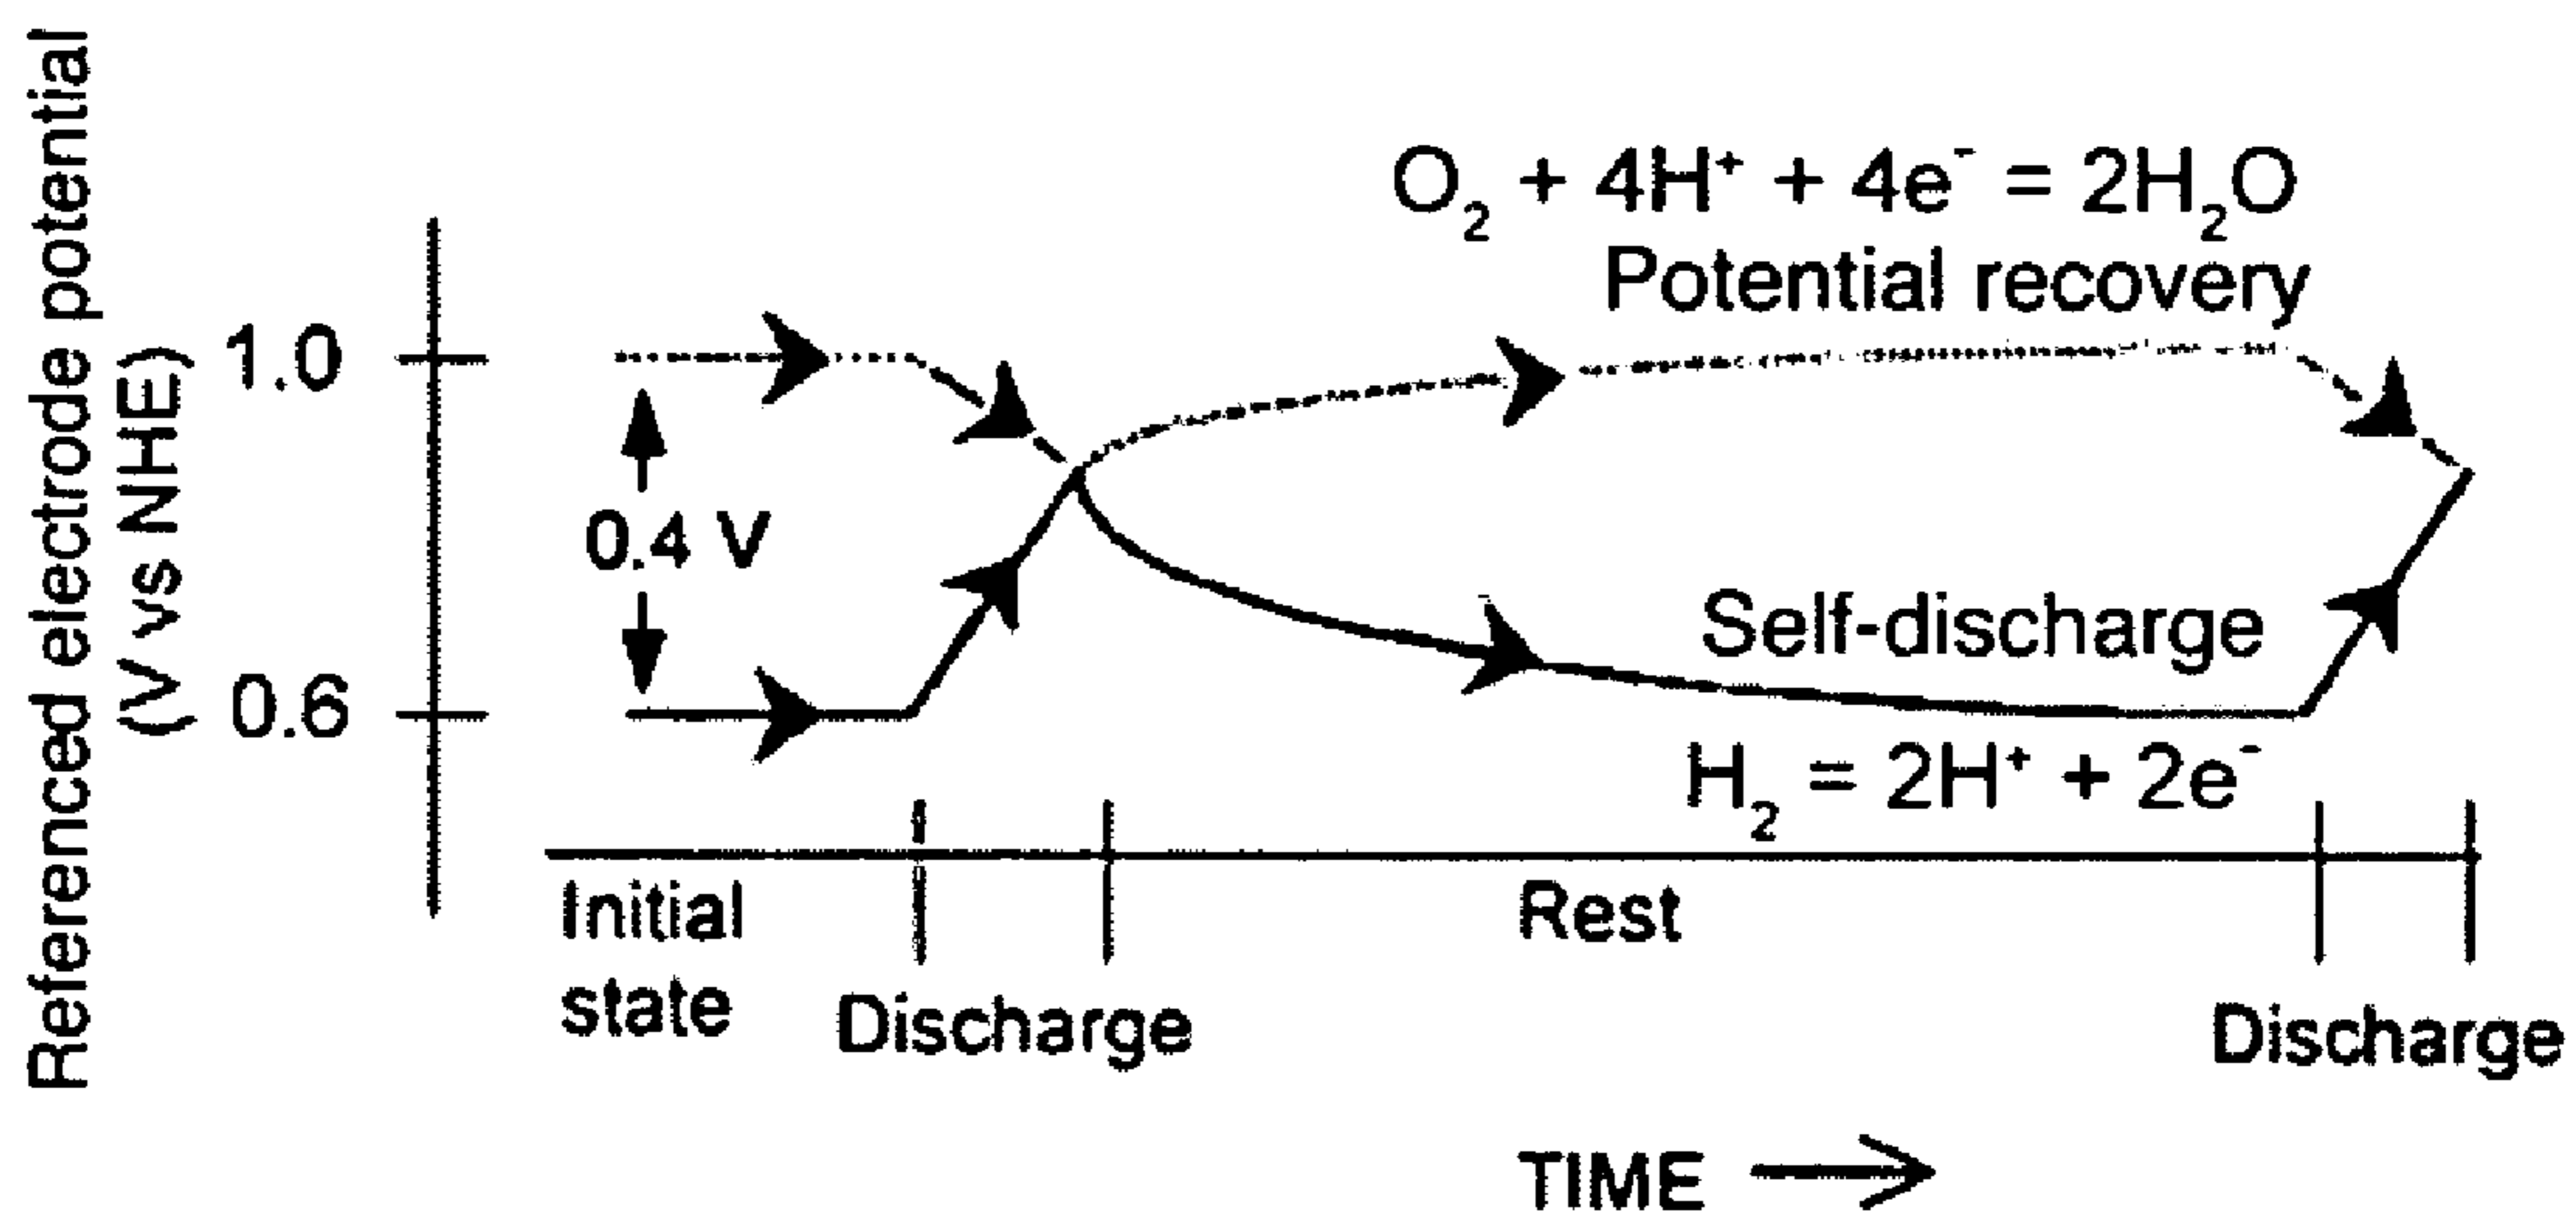 Referenced electrode potential
(V vs NHE)
1.0
0.6
0.4 V
O₂ + 4H⁺ + 4e⁻ = 2H₂O
Potential recovery
Self-discharge
H₂ = 2H⁺ + 2e⁻
Initial
state
Discharge
Rest
Discharge
TIME